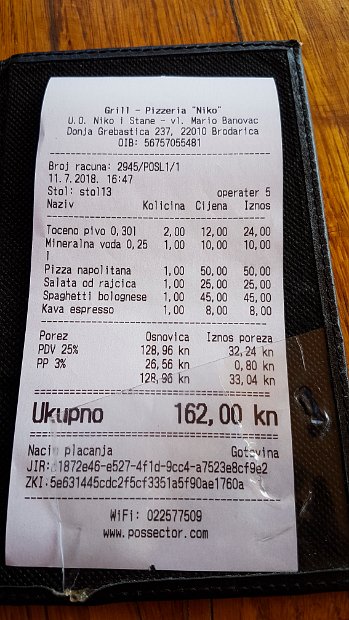 Grill - Pizzeria "Niko"
U.O. Niko i Stane - vl. Mario Banovac
Donja Grebastica 237, 22010 Brodarica
OIB: 56757055481
Broj racuna: 2945/POSL1/1
11.7.2018. 16:47
Stol: stol13 operater 5
Naziv Kolicina Cijena Iznos
Toceno pivo 0,30l 2,00 12,00 24,00
Mineralna voda 0,25 1,00 10,00 10,00
l
Pizza napolitana 1,00 50,00 50,00
Salata od rajcica 1,00 25,00 25,00
Spaghetti bolognese 1,00 45,00 45,00
Kava espresso 1,00 8,00 8,00
Porez Osnovica Iznos poreza
PDV 25% 128,96 kn 32,24 kn
PP 3% 26,56 kn 0,80 kn
128,96 kn 33,04 kn
Ukupno 162,00 kn
Nacin placanja Gotovina
JIR: 1872e46-e527-4f1d-9cc4-a7523e8cf9e2
ZKI:5e631445cdc2f5cf3351a5f90ae1760a
WiFi: 022577509
www.possector.com